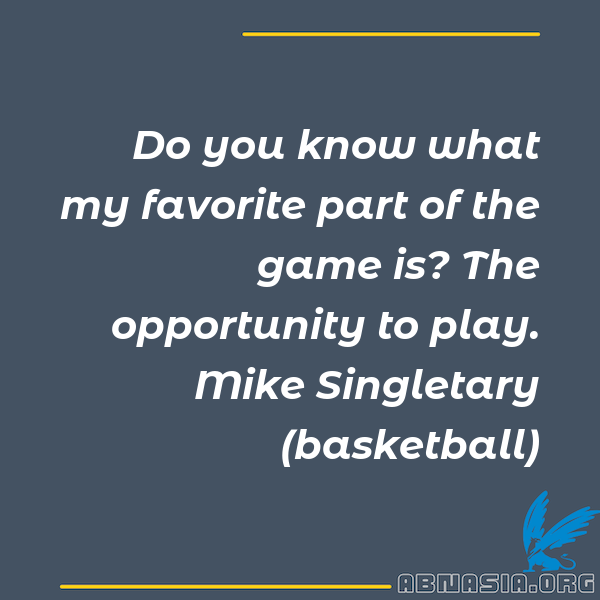 Do you know what
my favorite part of the
game is? The
opportunity to play.
Mike Singletary
(basketball)
ABNASIA.ORG